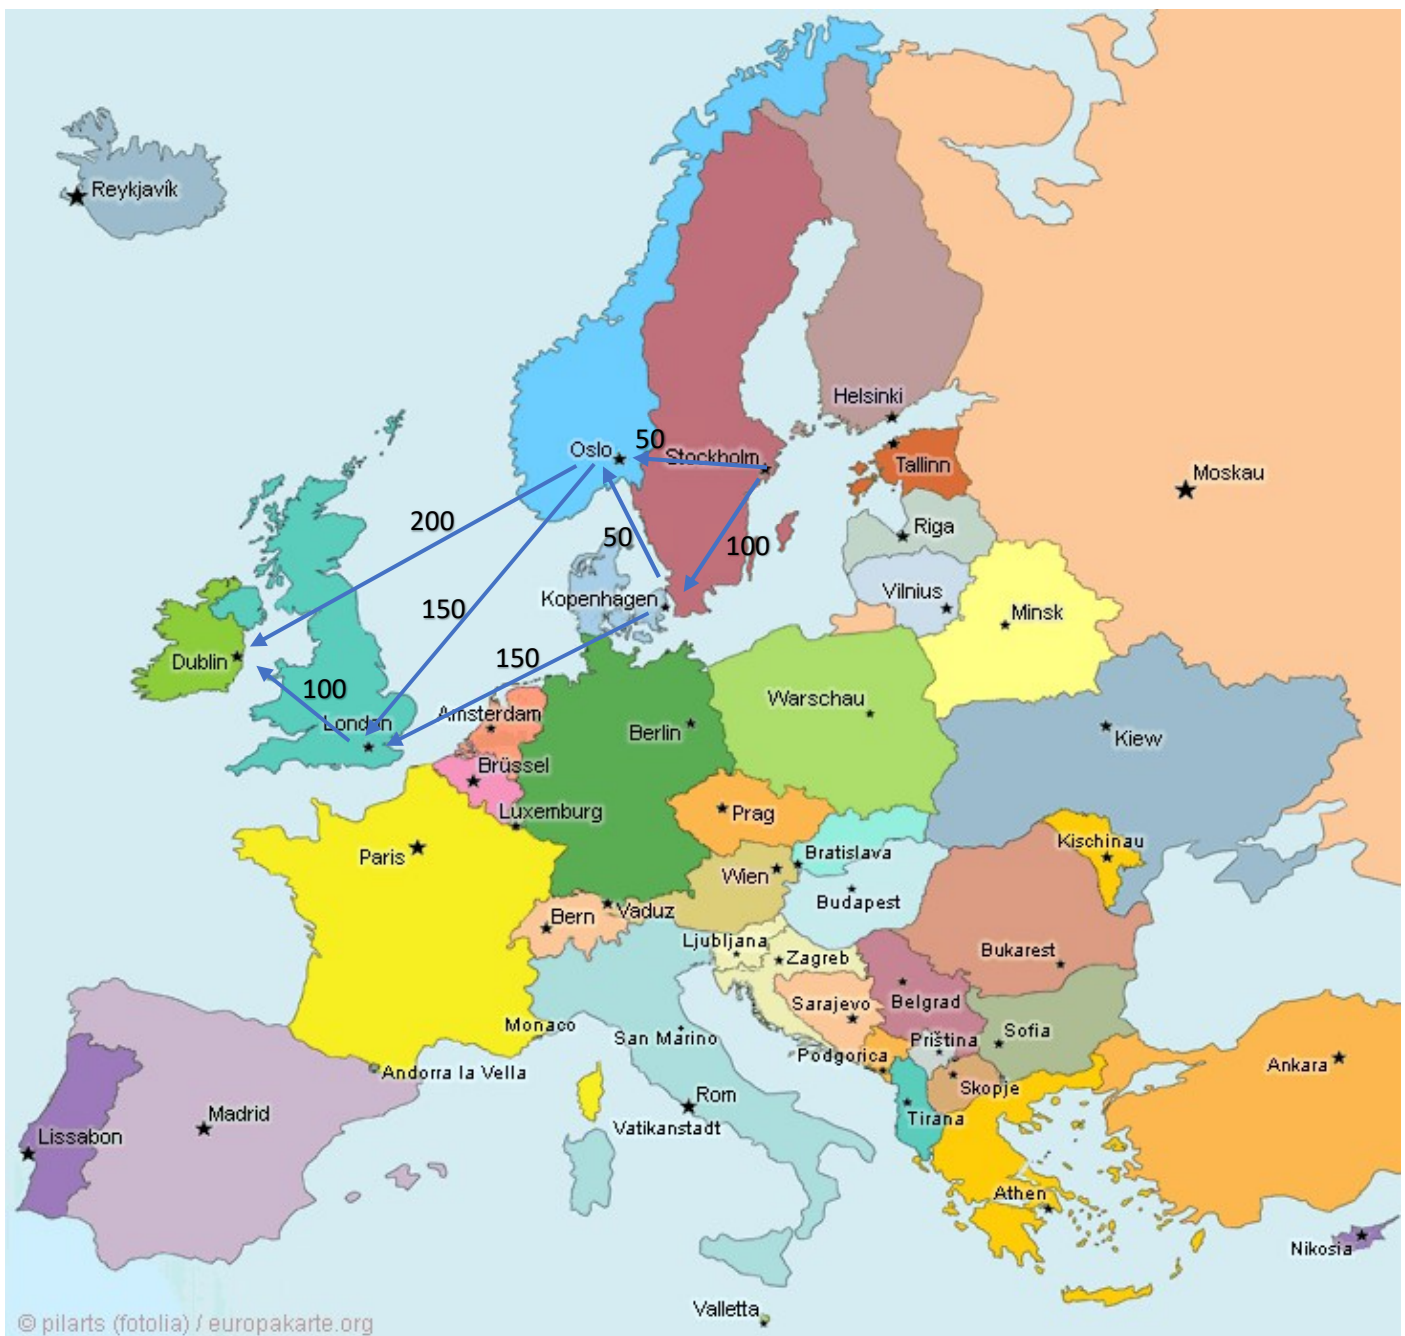 Reykjavík
Helsinki
50
Oslo
Stockholm
Tallinn
Moskau
200
50
100
Riga
Kopenhagen
Vilnius
Minsk
150
Dublin
150
100
Warschau
London
Amsterdam
Berlin
Kiew
Brüssel
Luxemburg
Prag
Kischinau
Paris
Bratislava
Wien
Budapest
Bern
Vaduz
Ljubljana
Zagreb
Bukarest
Sarajevo
Belgrad
Monaco
San Marino
Priština
Sofia
Podgorica
Andorra la Vella
Skopje
Ankara
Rom
Madrid
Tirana
Vatikanstadt
Lissabon
Athen
Nikosia
Valletta
© pilarts (fotolia) / europakarte.org